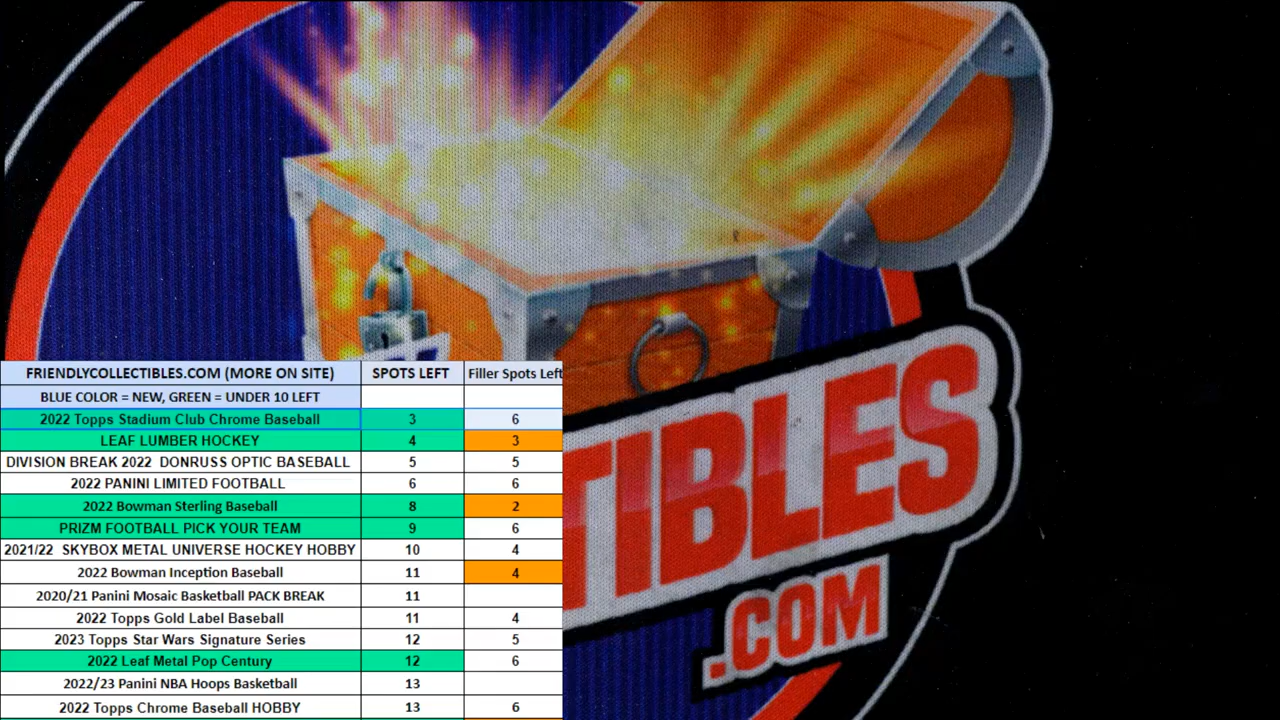 FRIENDLYCOLLECTIBLES.COM (MORE ON SITE) SPOTS LEFT Filler Spots Left
BLUE COLOR = NEW, GREEN = UNDER 10 LEFT
2022 Topps Stadium Club Chrome Baseball 3 6
LEAF LUMBER HOCKEY 4 3
DIVISION BREAK 2022 DONRUSS OPTIC BASEBALL 5 5
2022 PANINI LIMITED FOOTBALL 6 6
2022 Bowman Sterling Baseball 8 2
PRIZM FOOTBALL PICK YOUR TEAM 9 6
2021/22 SKYBOX METAL UNIVERSE HOCKEY HOBBY 10 4
2022 Bowman Inception Baseball 11 4
2020/21 Panini Mosaic Basketball PACK BREAK 11
2022 Topps Gold Label Baseball 11 4
2023 Topps Star Wars Signature Series 12 5
2022 Leaf Metal Pop Century 12 6
2022/23 Panini NBA Hoops Basketball 13
2022 Topps Chrome Baseball HOBBY 13 6
TIBLES
.COM